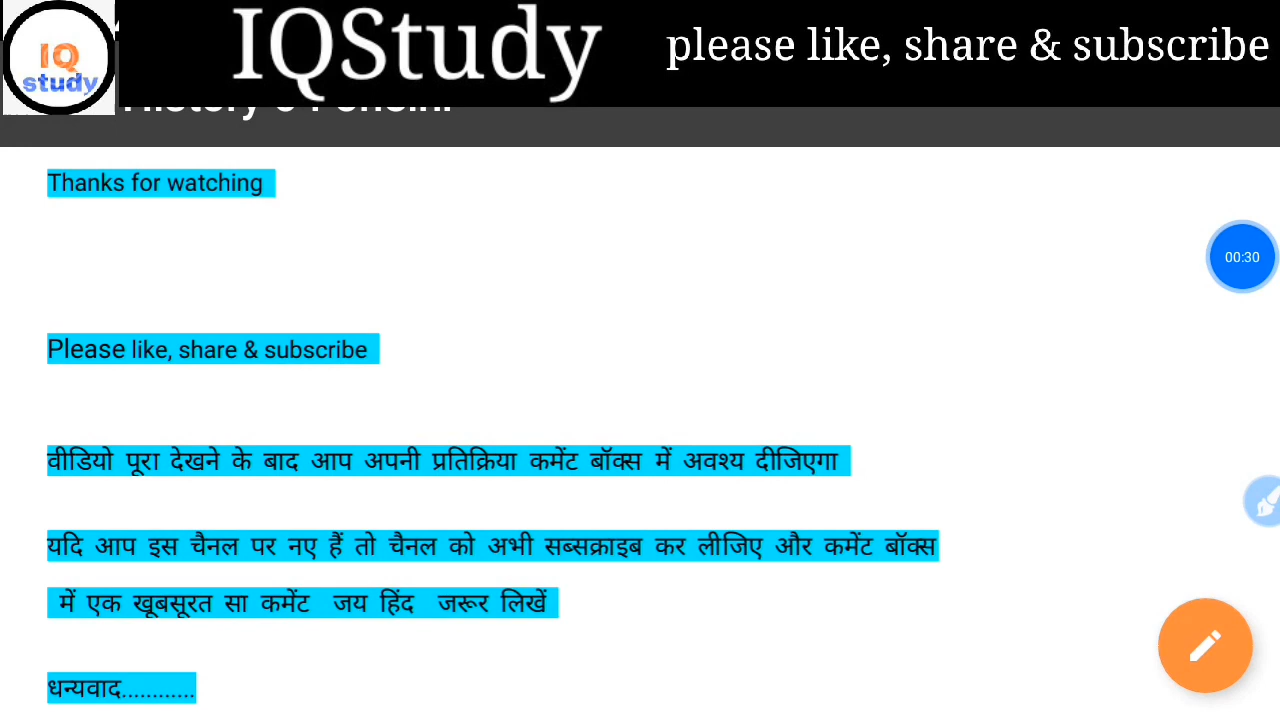 IQ
study
IQStudy
please like, share & subscribe
History
Thanks for watching
00:30
Please like, share & subscribe
वीडियो पूरा देखने के बाद आप अपनी प्रतिक्रिया कमेंट बॉक्स में अवश्य दीजिएगा
यदि आप इस चैनल पर नए हैं तो चैनल को अभी सब्सक्राइब कर लीजिए और कमेंट बॉक्स
में एक खूबसूरत सा कमेंट जय हिंद जरूर लिखें
धन्यवाद............